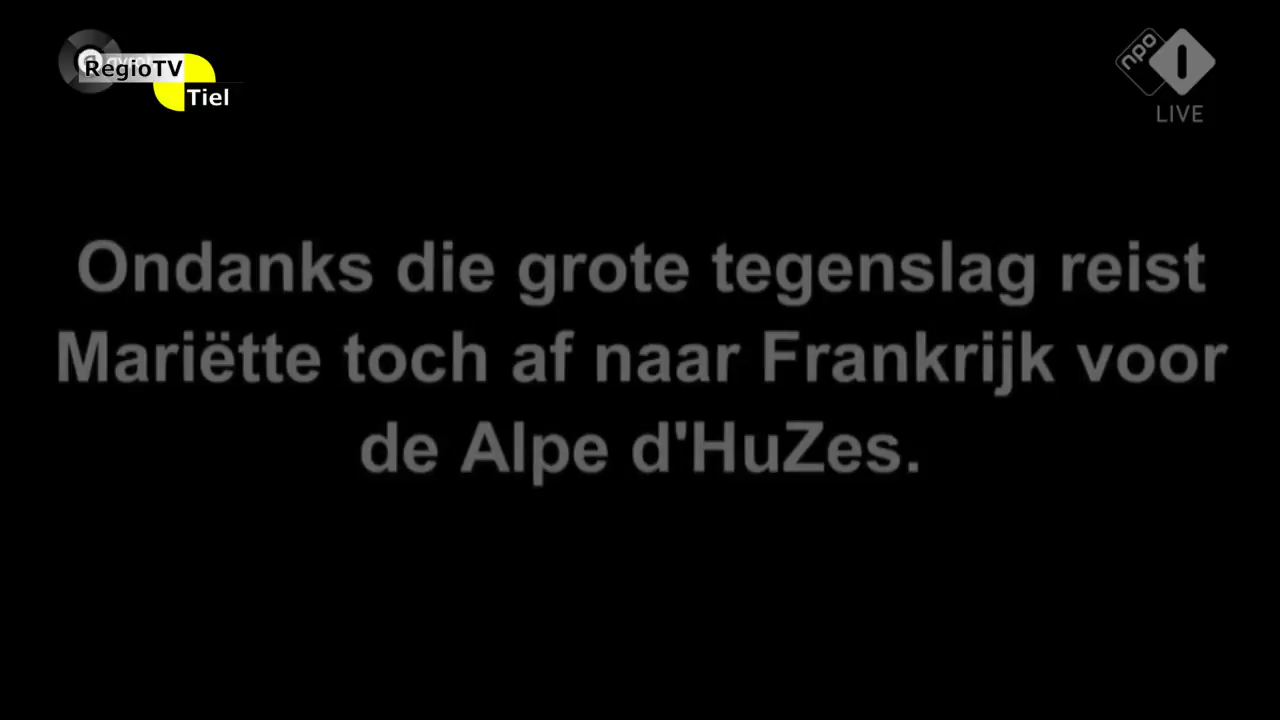 RegioTV
Tiel
npo
1
LIVE
Ondanks die grote tegenslag reist
Mariëtte toch af naar Frankrijk voor
de Alpe d'HuZes.